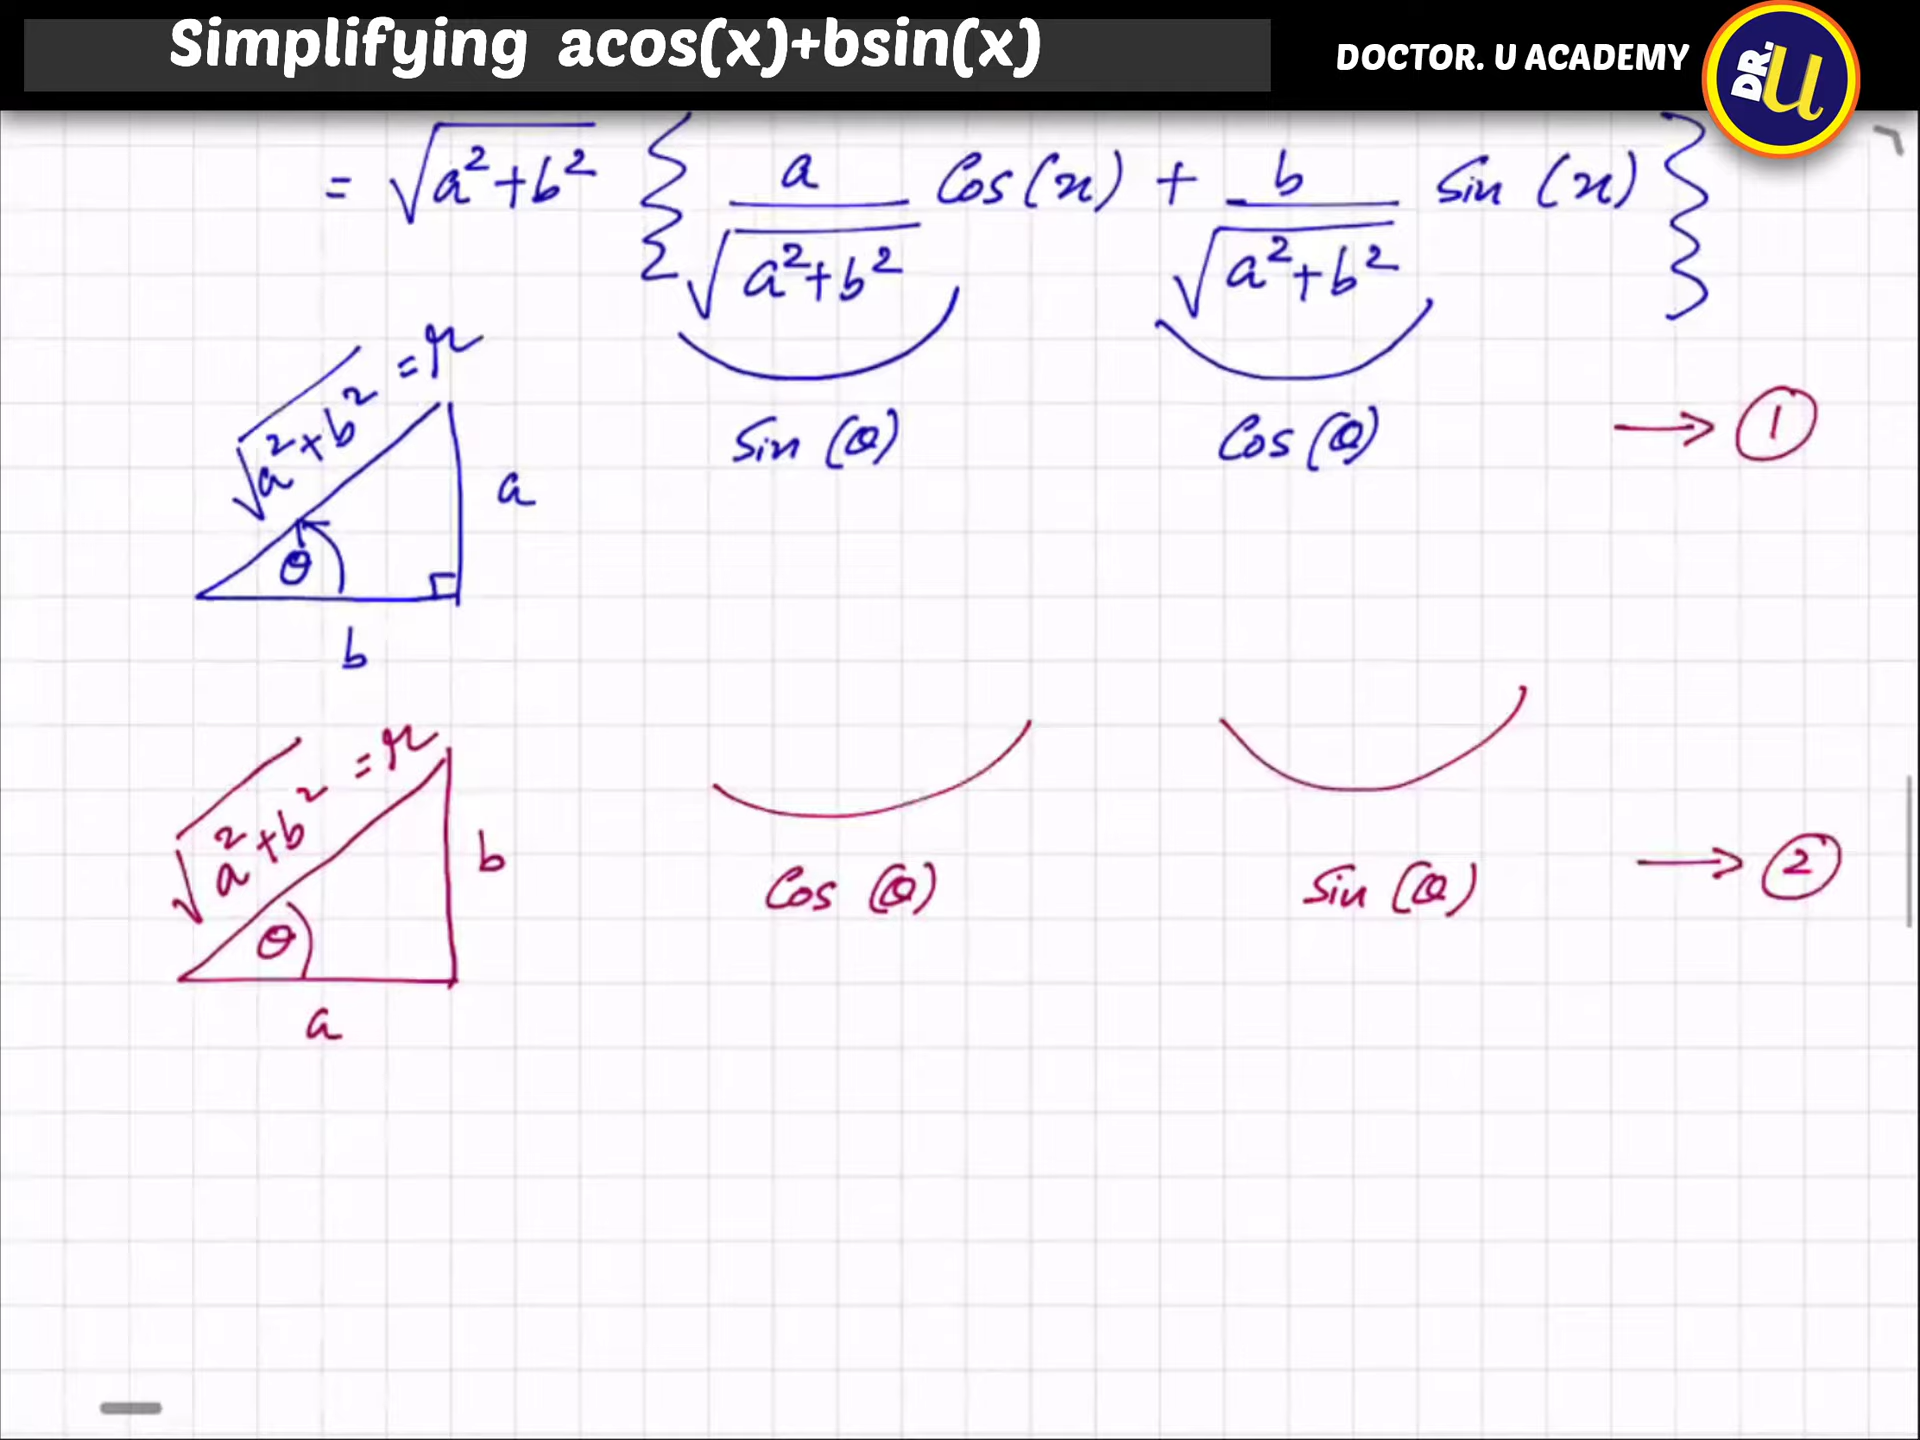 Simplifying acos(x)+bsin(x)
DOCTOR. U ACADEMY
DR. U
= √(a²+b²) { a/√(a²+b²) Cos(x) + b/√(a²+b²) Sin (x) }
√(a²+b²) = r
Sin (θ) Cos (θ) → ①
a
θ
b
√(a²+b²) = r
b
Cos (θ) Sin (θ) → ②
θ
a